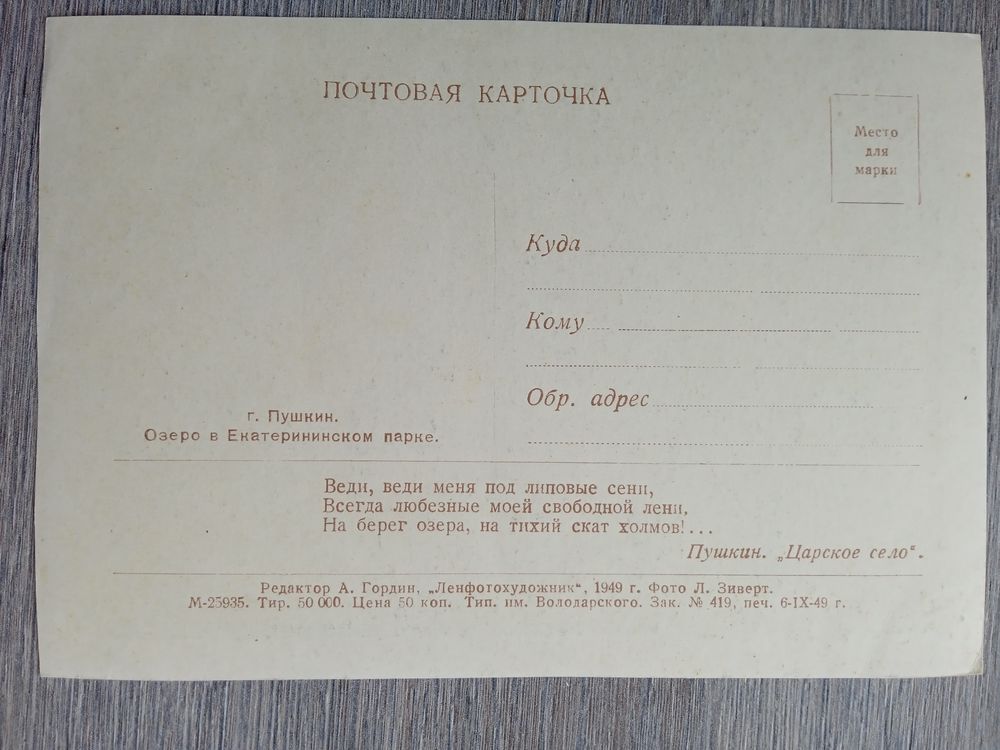 ПОЧТОВАЯ КАРТОЧКА
Место
для
марки
Куда
Кому
Обр. адрес
г. Пушкин.
Озеро в Екатерининском парке.
Веди, веди меня под липовые сени,
Всегда любезные моей свободной лени,
На берег озера, на тихий скат холмов!...
Пушкин. „Царское село“.
Редактор А. Гордин, „Ленфотохудожник“, 1949 г. Фото Л. Зиверт.
М-25935. Тир. 50 000. Цена 50 коп. Тип. им. Володарского. Зак. № 419, печ. 6-IX-49 г.